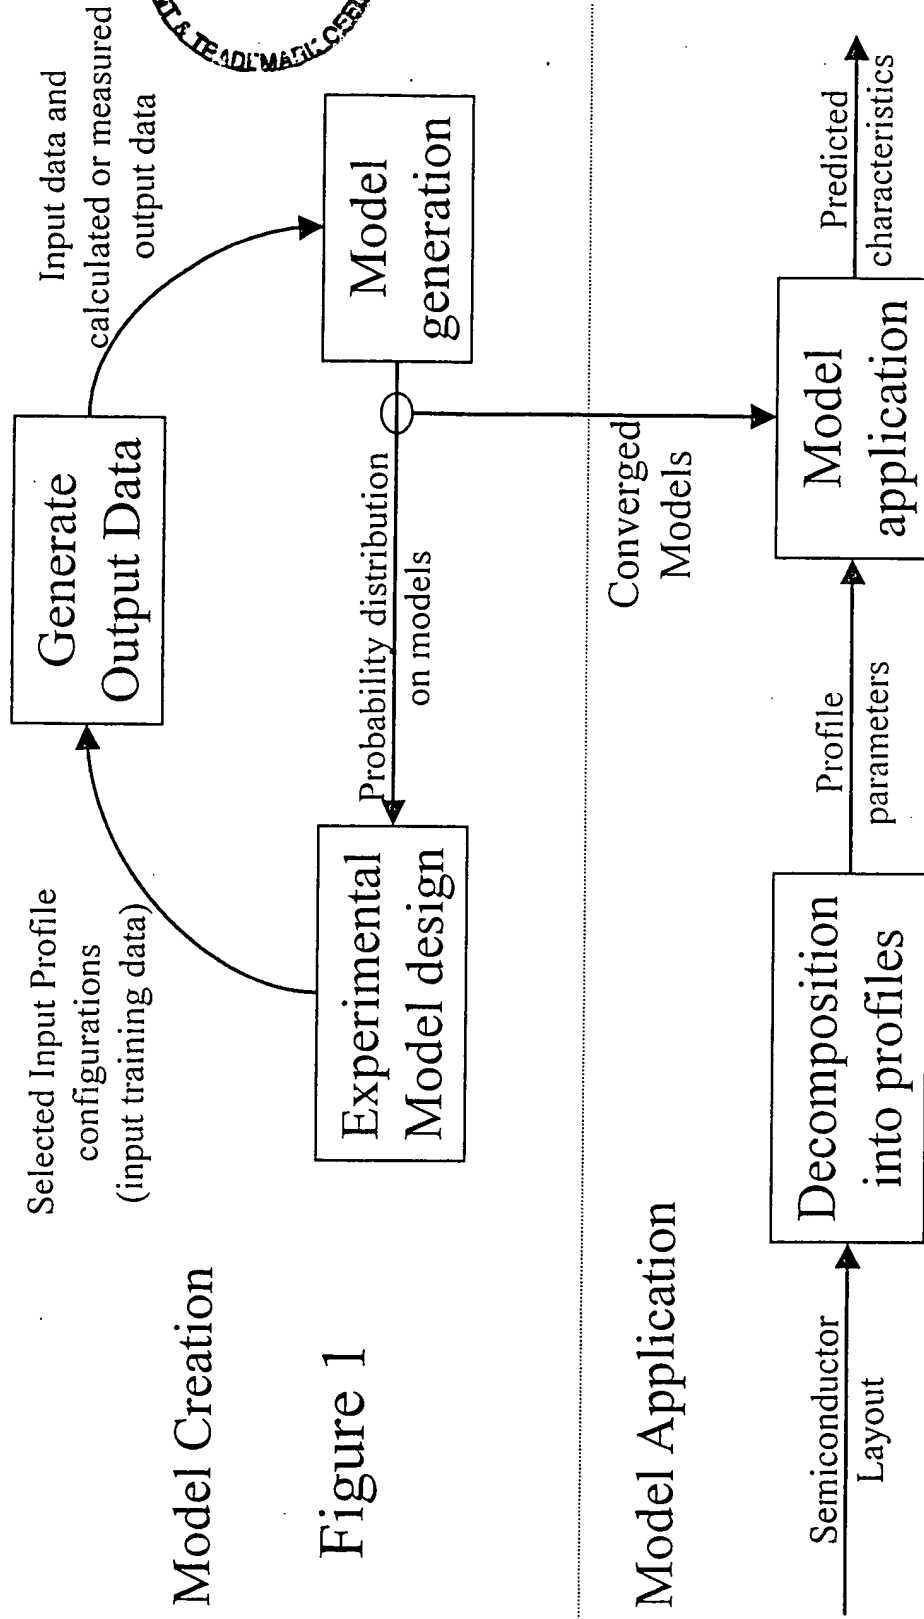 Model Creation
Figure 1
Selected Input Profile
configurations
(input training data)
Generate
Output Data
Input data and
calculated or measured
output data
Experimental
Model design
Probability distribution
on models
Model
generation
Converged
Models
Model Application
Semiconductor
Layout
Decomposition
into profiles
Profile
parameters
Model
application
Predicted
characteristics
& TRADEMARK